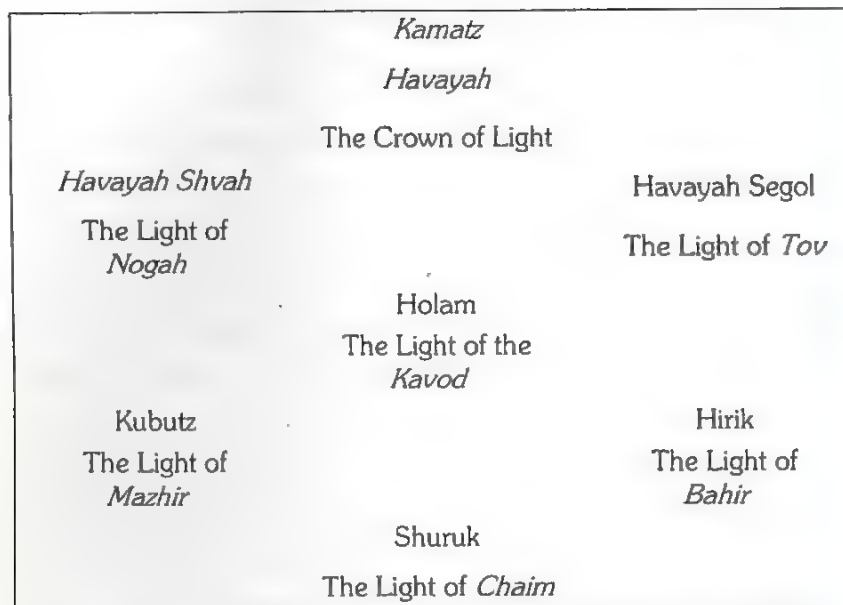 Kamatz
Havayah
The Crown of Light
Havayah Shvah
Havayah Segol
The Light of
Nogah
The Light of Tov
Holam
The Light of the
Kavod
Kubutz
Hirik
The Light of
Mazhir
The Light of
Bahir
Shuruk
The Light of Chaim